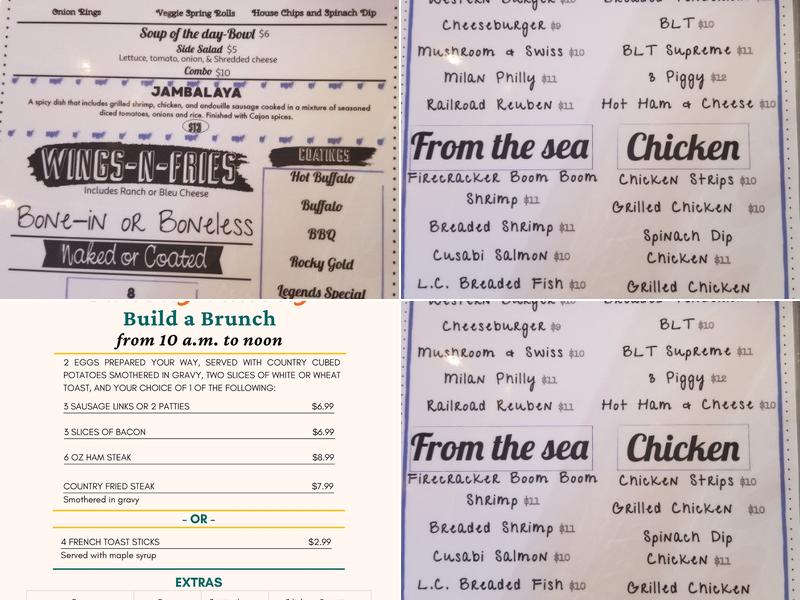 Onion Rings Veggie Spring Rolls House Chips and Spinach Dip
Soup of the day-Bowl $6
Side Salad $5
Lettuce, tomato, onion, & Shredded cheese
Combo $10
JAMBALAYA
A spicy dish that includes grilled shrimp, chicken, and andouille sausage cooked in a mixture of seasoned
diced tomatoes, onions and rice. Finished with Cajon spices.
$13
WINGS-N-FRIES
Includes Ranch or Bleu Cheese
Bone-in or Boneless
Naked or Coated
8
COATINGS
Hot Buffalo
Buffalo
BBQ
Rocky Gold
Legends Special
Cheeseburger $9
Mushroom & Swiss $10
Milan Philly $11
Railroad Reuben $11
BLT $10
BLT Supreme $11
3 Piggy $12
Hot Ham & Cheese $10
From the sea
Firecracker Boom Boom
Shrimp $11
Breaded Shrimp $11
Cusabi Salmon $10
L.C. Breaded Fish $10
Chicken
Chicken Strips $10
Grilled Chicken $10
Spinach Dip
Chicken $11
Grilled Chicken
Build a Brunch
from 10 a.m. to noon
2 EGGS PREPARED YOUR WAY, SERVED WITH COUNTRY CUBED
POTATOES SMOTHERED IN GRAVY, TWO SLICES OF WHITE OR WHEAT
TOAST, AND YOUR CHOICE OF 1 OF THE FOLLOWING:
3 SAUSAGE LINKS OR 2 PATTIES $6.99
3 SLICES OF BACON $6.99
6 OZ HAM STEAK $8.99
COUNTRY FRIED STEAK $7.99
Smothered in gravy
- OR -
4 FRENCH TOAST STICKS $2.99
Served with maple syrup
EXTRAS
Cheeseburger $9
Mushroom & Swiss $10
Milan Philly $11
Railroad Reuben $11
BLT $10
BLT Supreme $11
3 Piggy $12
Hot Ham & Cheese $10
From the sea
Firecracker Boom Boom
Shrimp $11
Breaded Shrimp $11
Cusabi Salmon $10
L.C. Breaded Fish $10
Chicken
Chicken Strips $10
Grilled Chicken $10
Spinach Dip
Chicken $11
Grilled Chicken